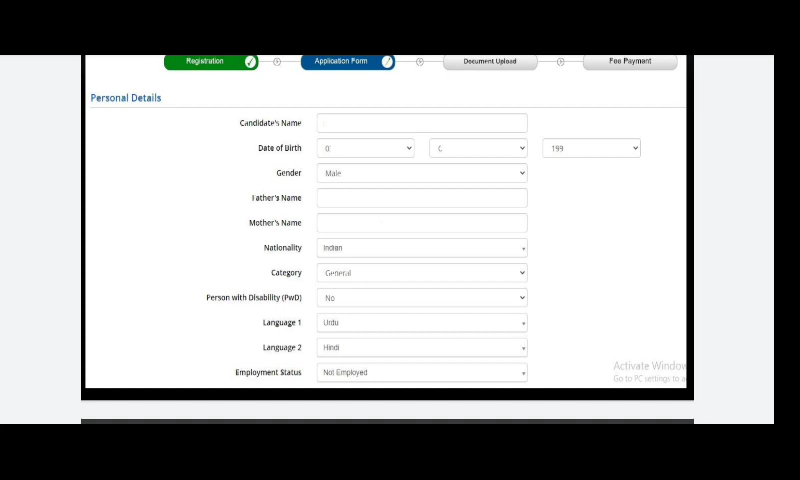 Registration Application Form Document Upload Fee Payment
Personal Details
Candidate's Name
Date of Birth 199
Gender Male
Father's Name
Mother's Name
Nationality Indian
Category General
Person with Disability (PwD) No
Language 1 Urdu
Language 2 Hindi
Employment Status Not Employed
Activate Window
Go to PC settings to a